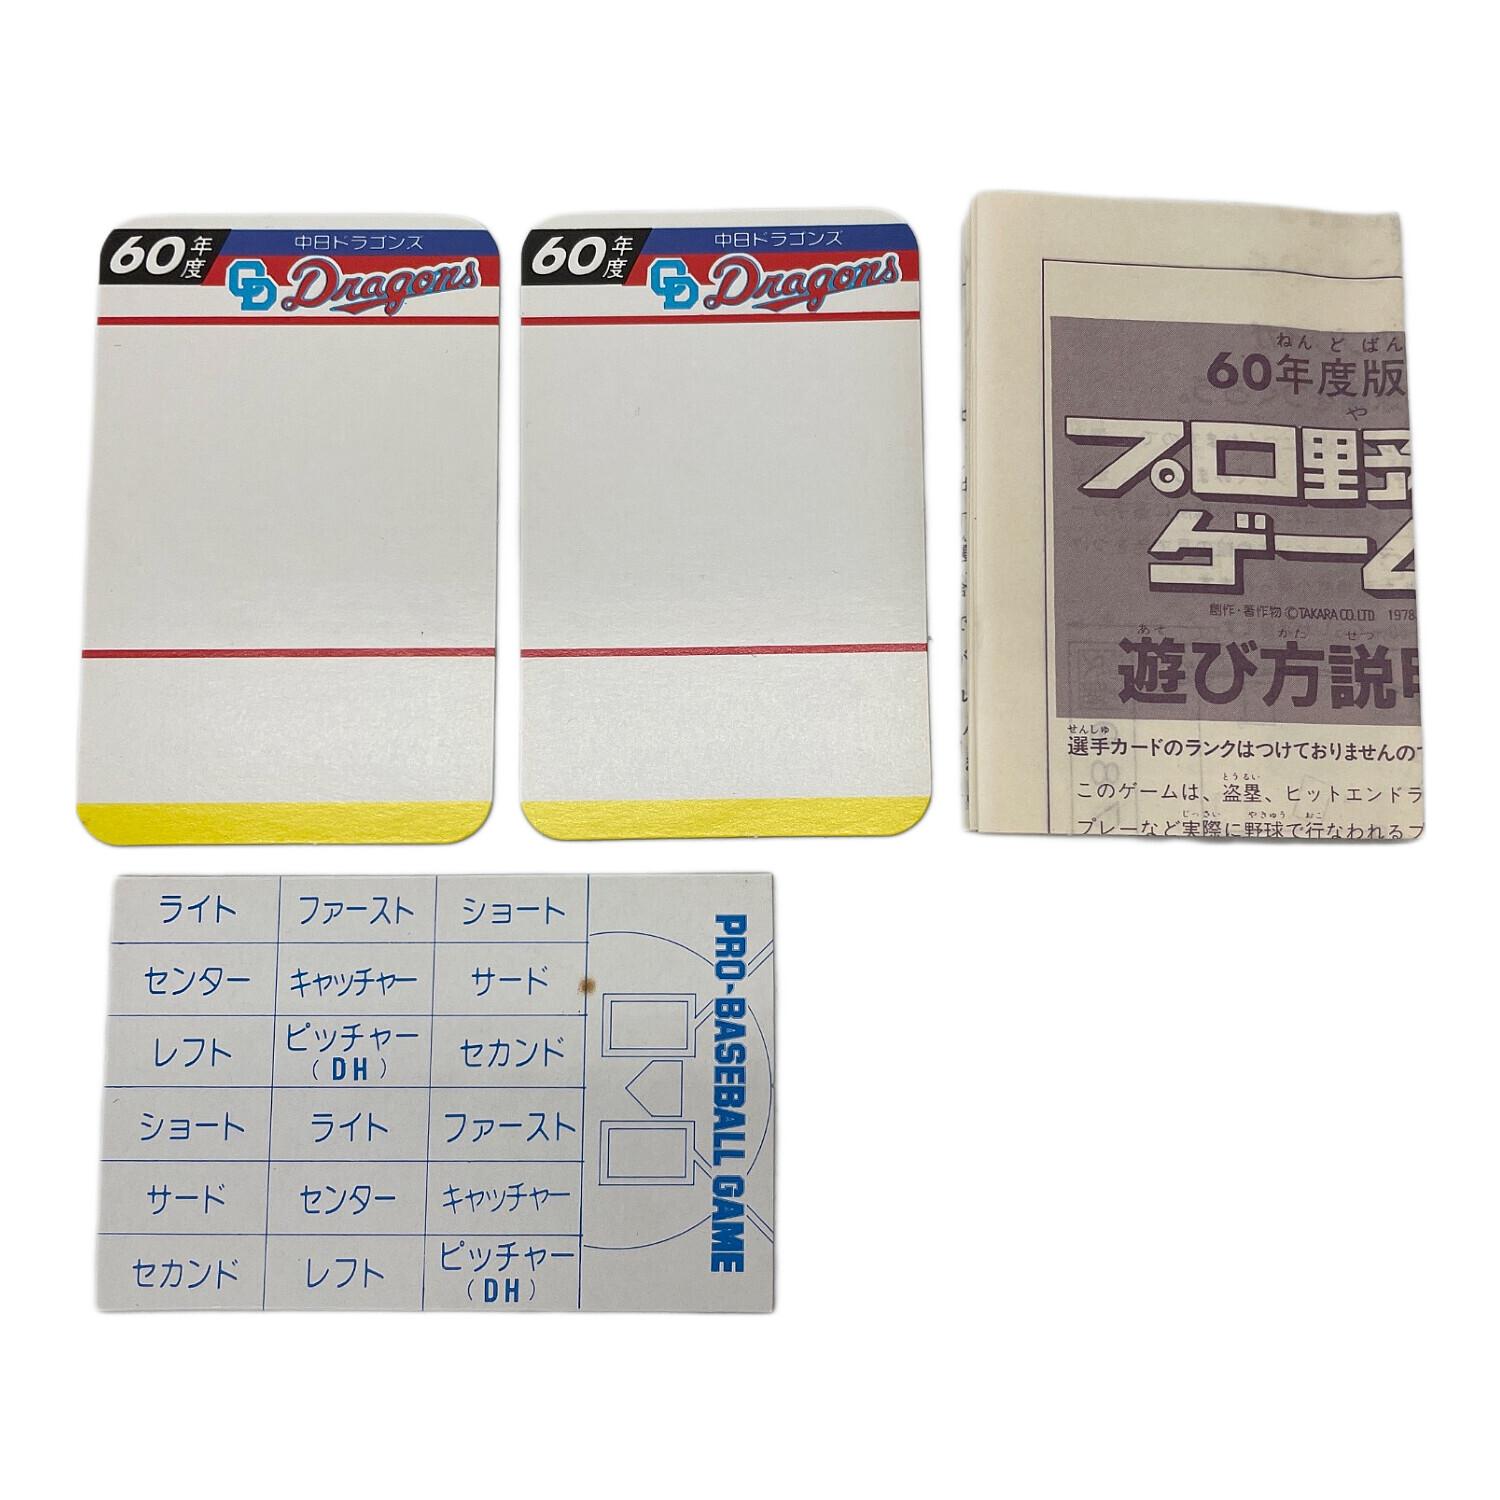 60年度
中日ドラゴンズ
CD Dragons
60年度
中日ドラゴンズ
CD Dragons
ねんどばん
60年度版
や
プロ野
ゲー
創作・著作物©TAKARA CO.LTD 1978
あそ かた せつ
遊び方説
せんしゅ
選手カードのランクはつけておりませんの
とうるい
このゲームは、盗塁、ヒットエンドラ
じっさい やきゅう おこ
プレーなど実際に野球で行なわれるプ
ライト ファースト ショート
センター キャッチャー サード
レフト ピッチャー セカンド
(DH)
ショート ライト ファースト
サード センター キャッチャー
セカンド レフト ピッチャー
(DH)
PRO-BASEBALL GAME